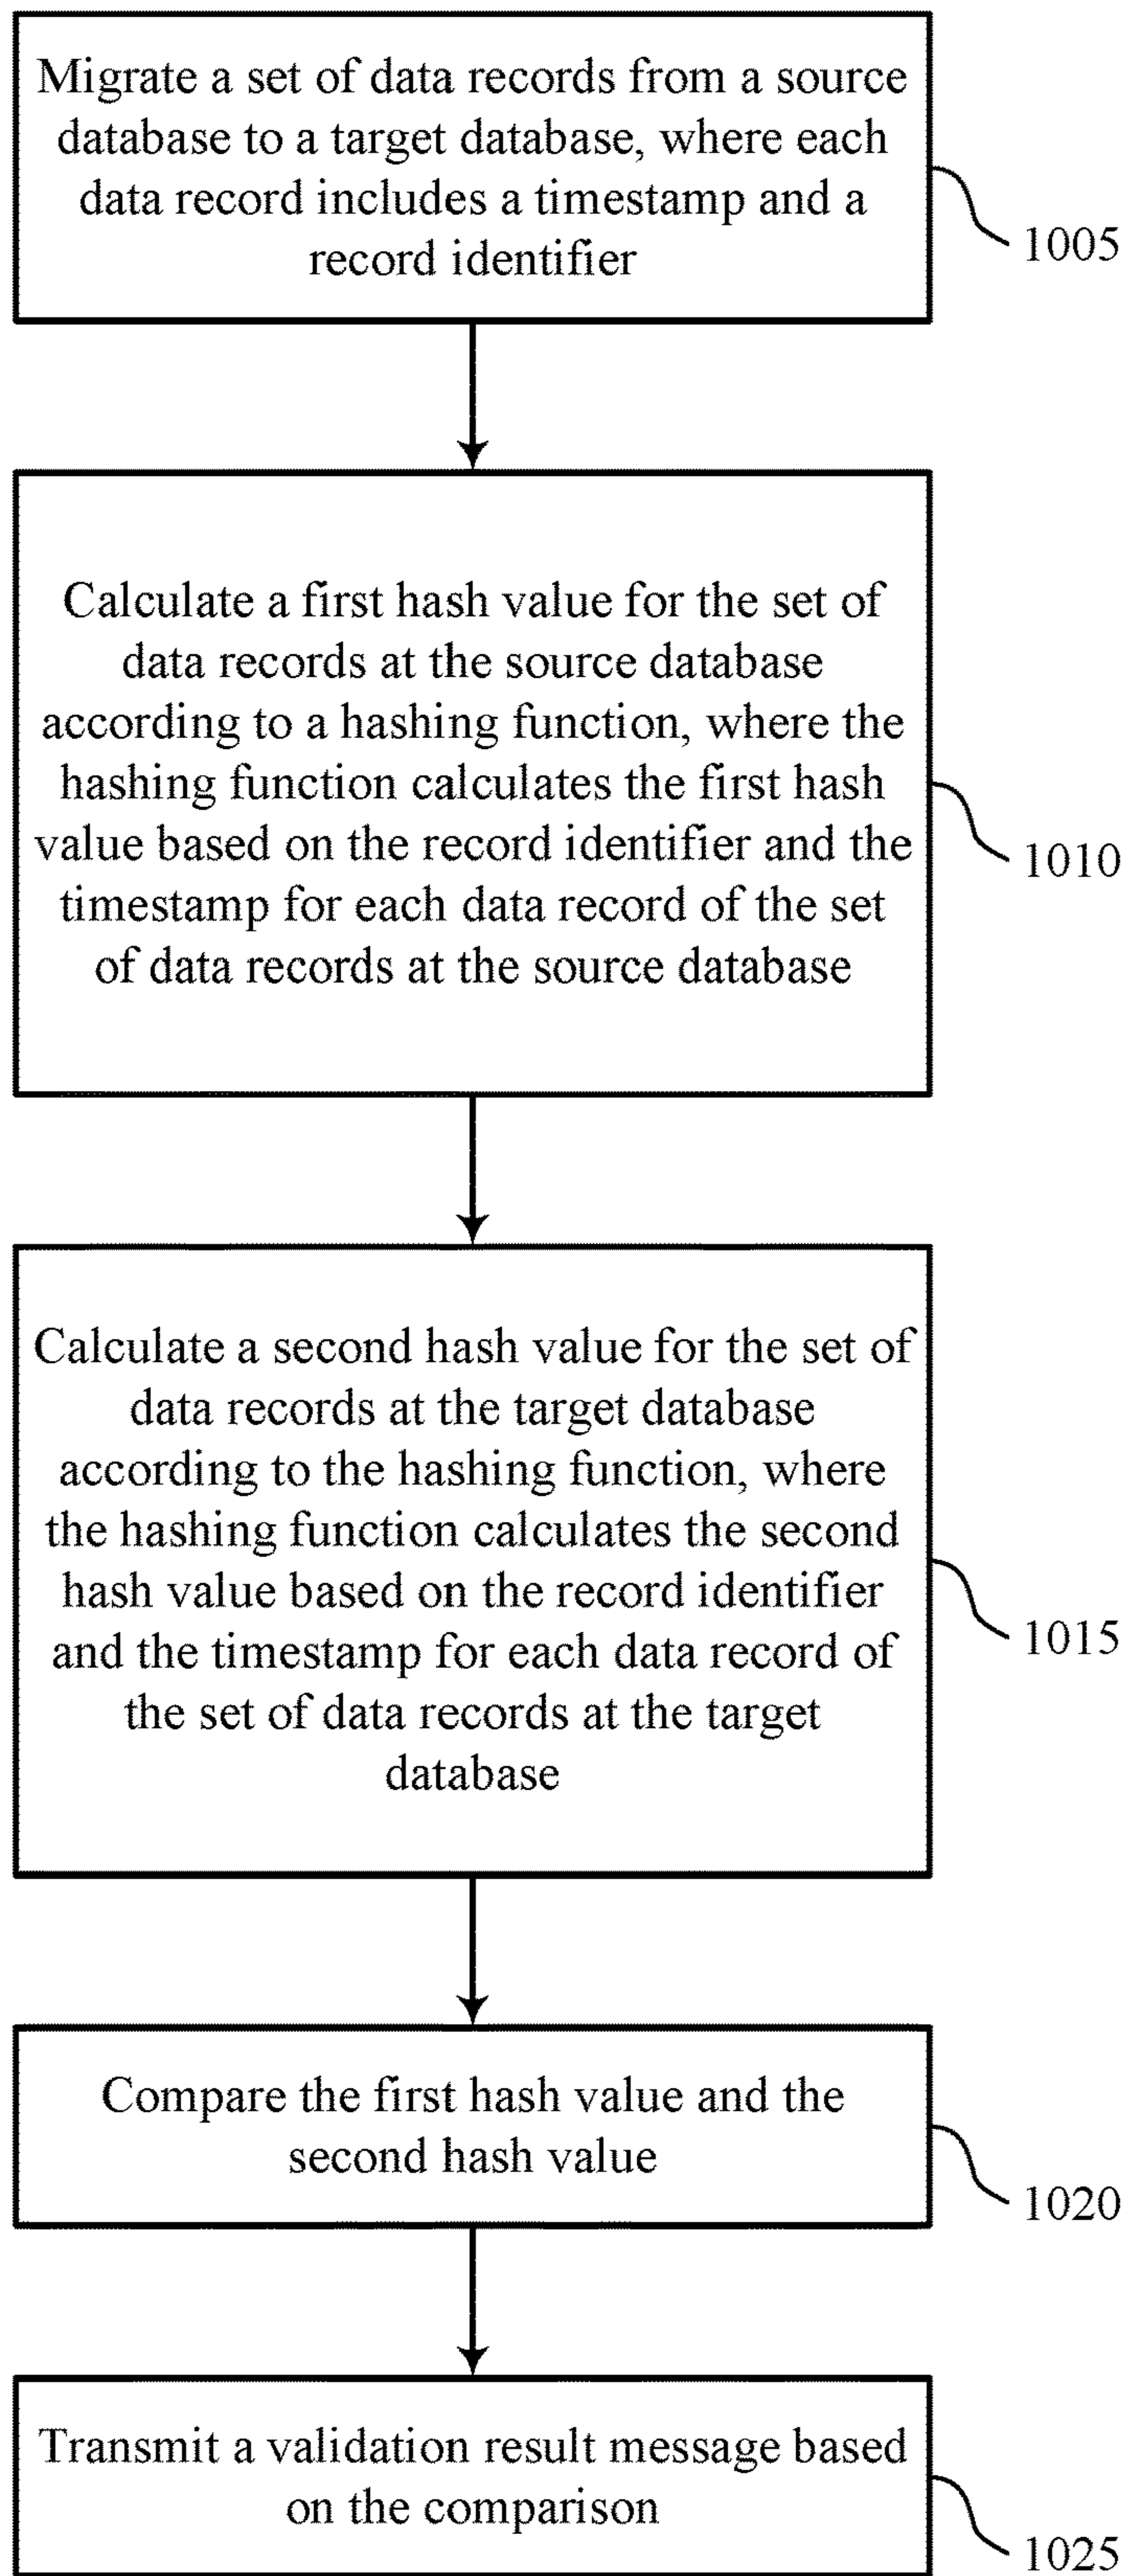 Migrate a set of data records from a source
database to a target database, where each
data record includes a timestamp and a
record identifier
1005
Calculate a first hash value for the set of
data records at the source database
according to a hashing function, where the
hashing function calculates the first hash
value based on the record identifier and the
timestamp for each data record of the set
of data records at the source database
1010
Calculate a second hash value for the set of
data records at the target database
according to the hashing function, where
the hashing function calculates the second
hash value based on the record identifier
and the timestamp for each data record of
the set of data records at the target
database
1015
Compare the first hash value and the
second hash value
1020
Transmit a validation result message based
on the comparison
1025